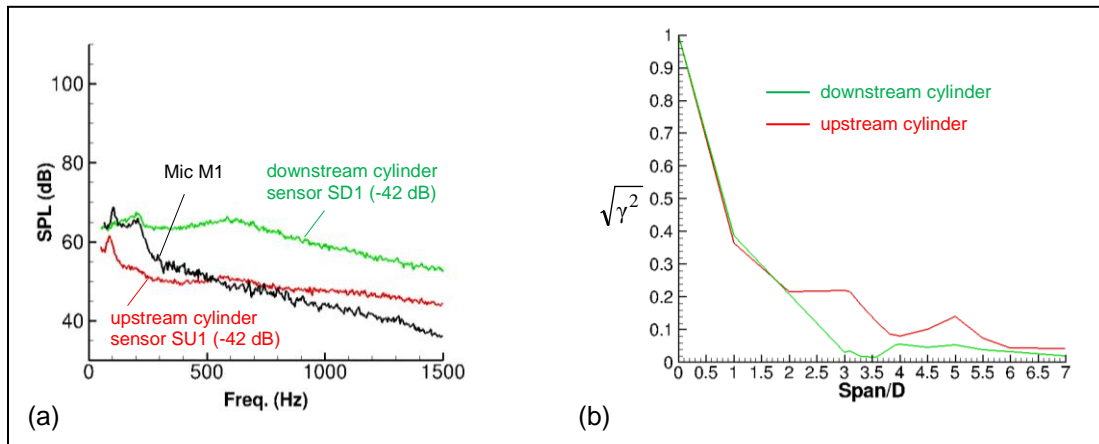 100
80
60
40
SPL (dB)
Mic M1
downstream cylinder
sensor SD1 (-42 dB)
upstream cylinder
sensor SU1 (-42 dB)
0
500
1000
1500
Freq. (Hz)
(a)
1
0.9
0.8
0.7
0.6
0.5
0.4
0.3
0.2
0.1
0
√γ²
downstream cylinder
upstream cylinder
0 0.5 1 1.5 2 2.5 3 3.5 4 4.5 5 5.5 6 6.5 7
Span/D
(b)